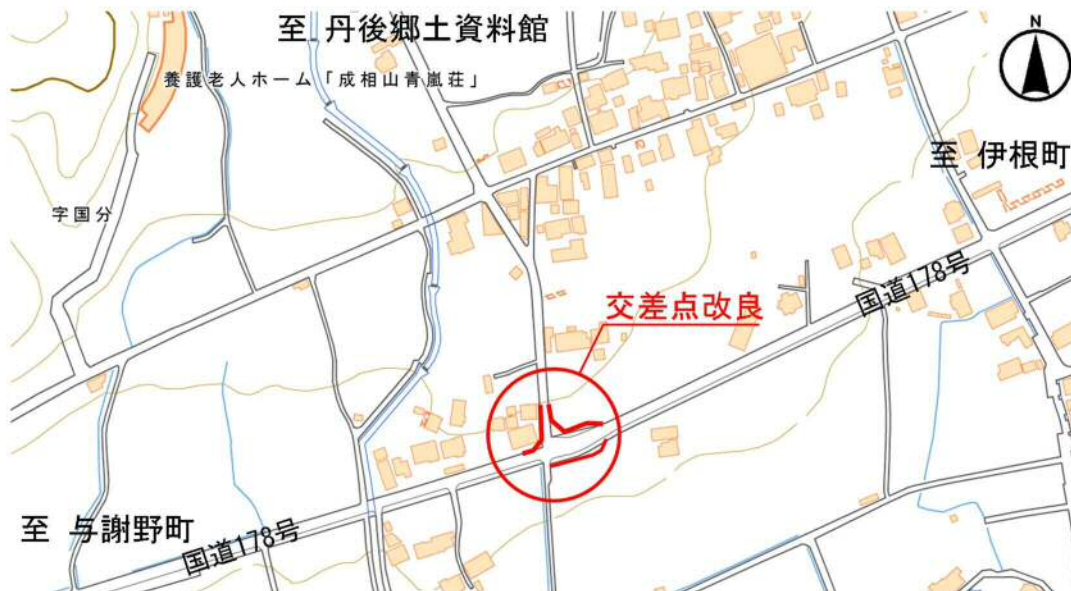 至 丹後郷土資料館
N
養護老人ホーム「成相山青嵐荘」
至 伊根町
字国分
国道178号
交差点改良
至 与謝野町
国道178号